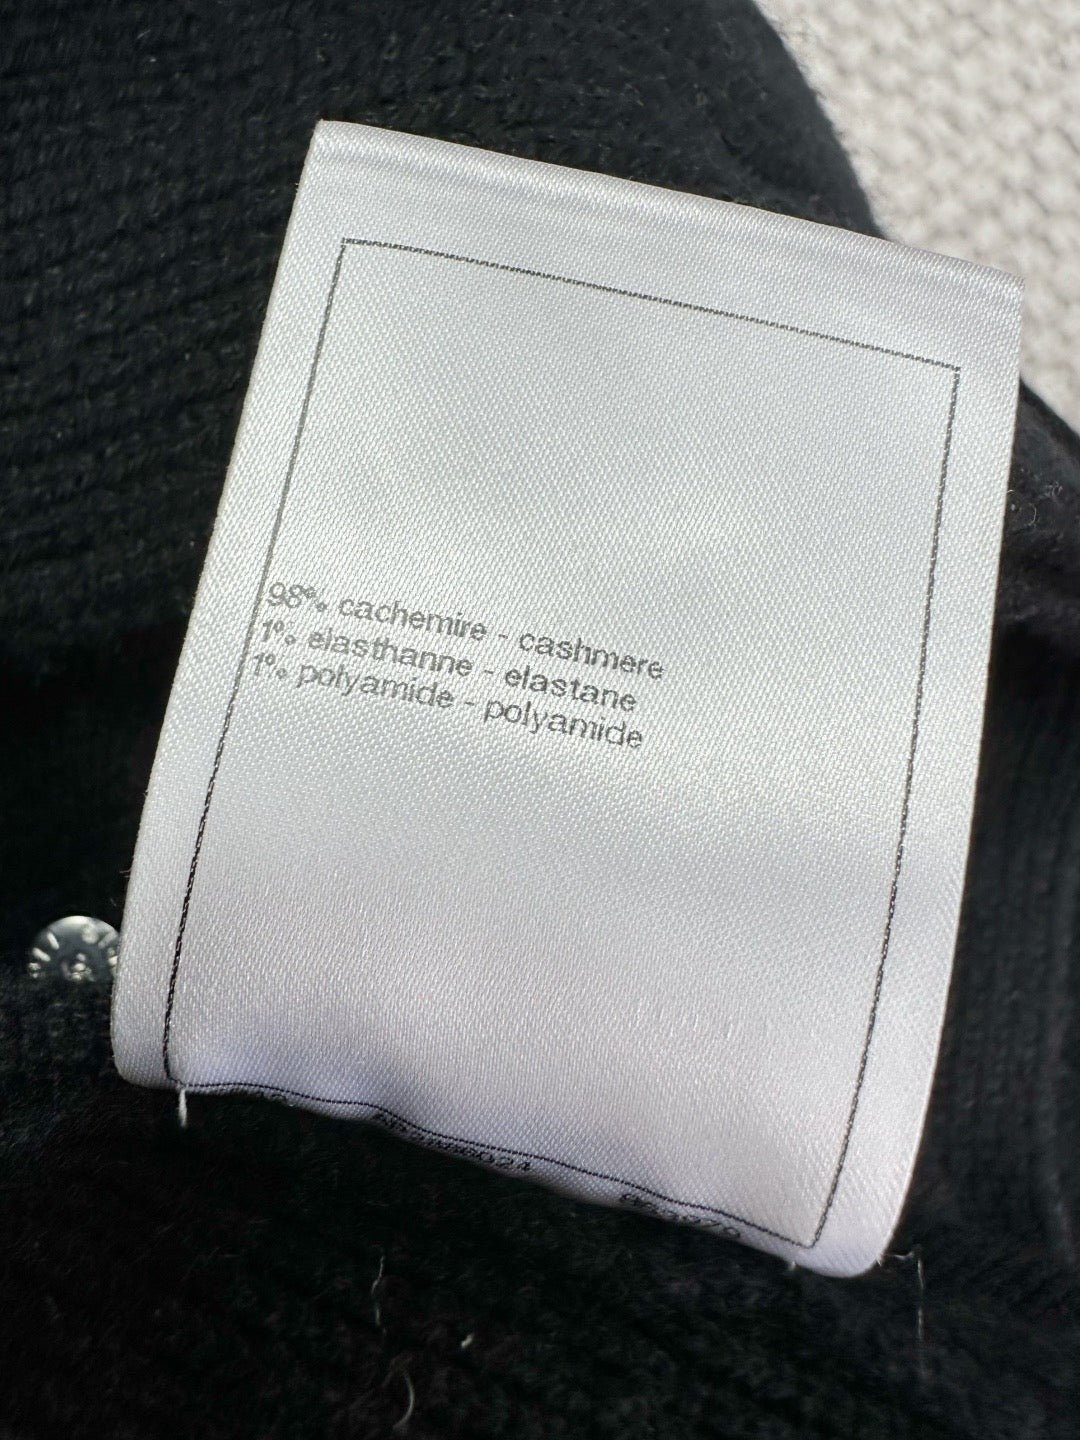 98% cachemire - cashmere
1% elasthanne - elastane
1% polyamide - polyamide